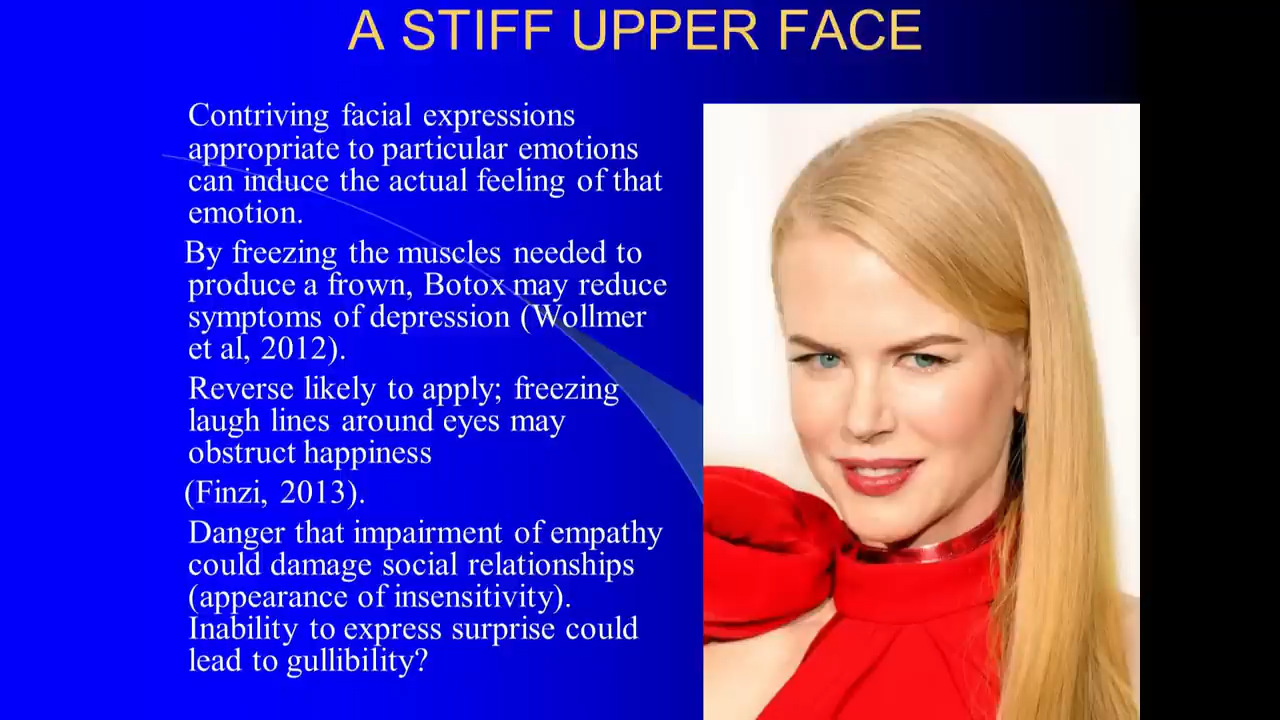 A STIFF UPPER FACE
Contriving facial expressions
appropriate to particular emotions
can induce the actual feeling of that
emotion.
By freezing the muscles needed to
produce a frown, Botox may reduce
symptoms of depression (Wollmer
et al, 2012).
Reverse likely to apply; freezing
laugh lines around eyes may
obstruct happiness
(Finzi, 2013).
Danger that impairment of empathy
could damage social relationships
(appearance of insensitivity).
Inability to express surprise could
lead to gullibility?